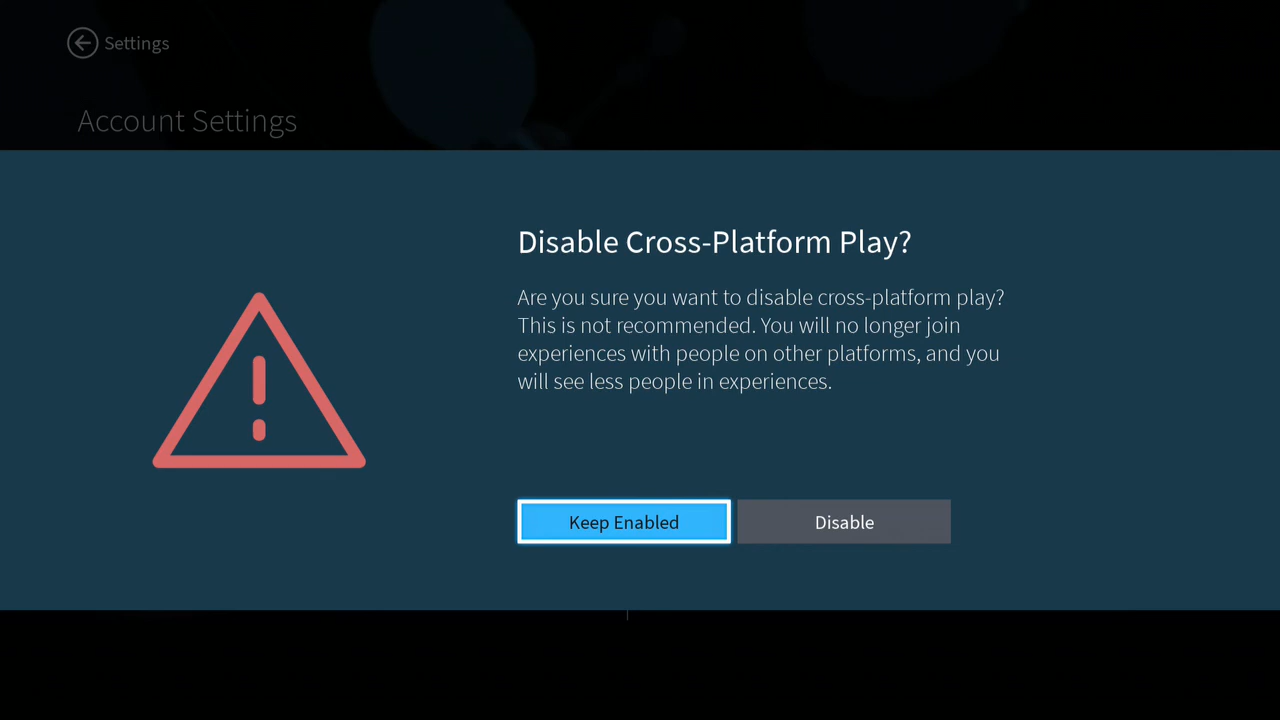 Settings
Account Settings
Disable Cross-Platform Play?
Are you sure you want to disable cross-platform play?
This is not recommended. You will no longer join
experiences with people on other platforms, and you
will see less people in experiences.
Keep Enabled
Disable